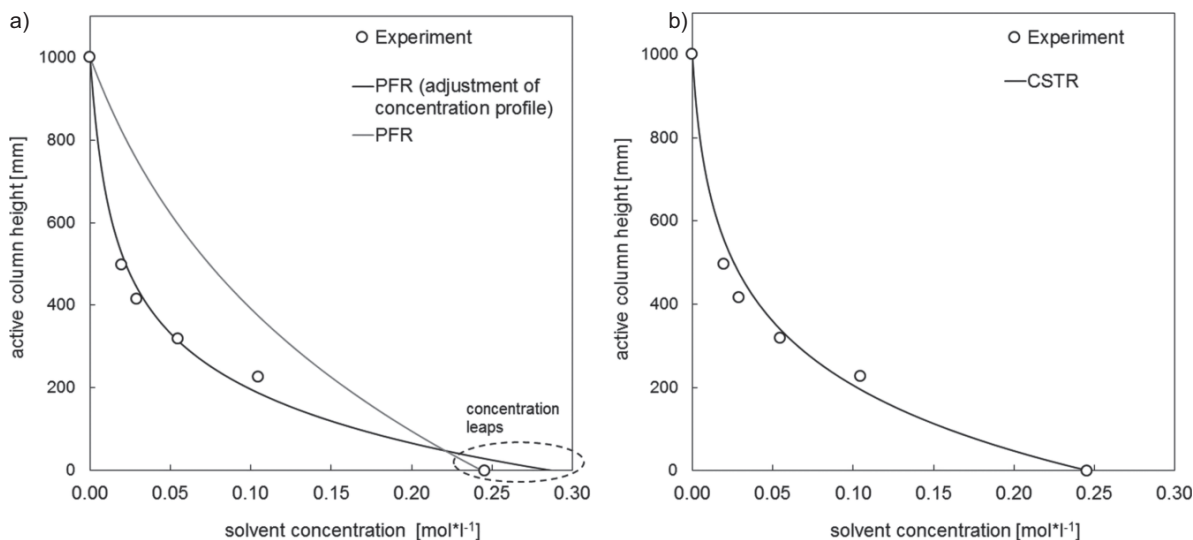 a)
Experiment
PFR (adjustment of
concentration profile)
PFR
concentration
leaps
active column height [mm]
1000
800
600
400
200
0
0.00 0.05 0.10 0.15 0.20 0.25 0.30
solvent concentration [mol*l-1]
b)
Experiment
CSTR
active column height [mm]
1000
800
600
400
200
0
0.00 0.05 0.10 0.15 0.20 0.25 0.30
solvent concentration [mol*l-1]